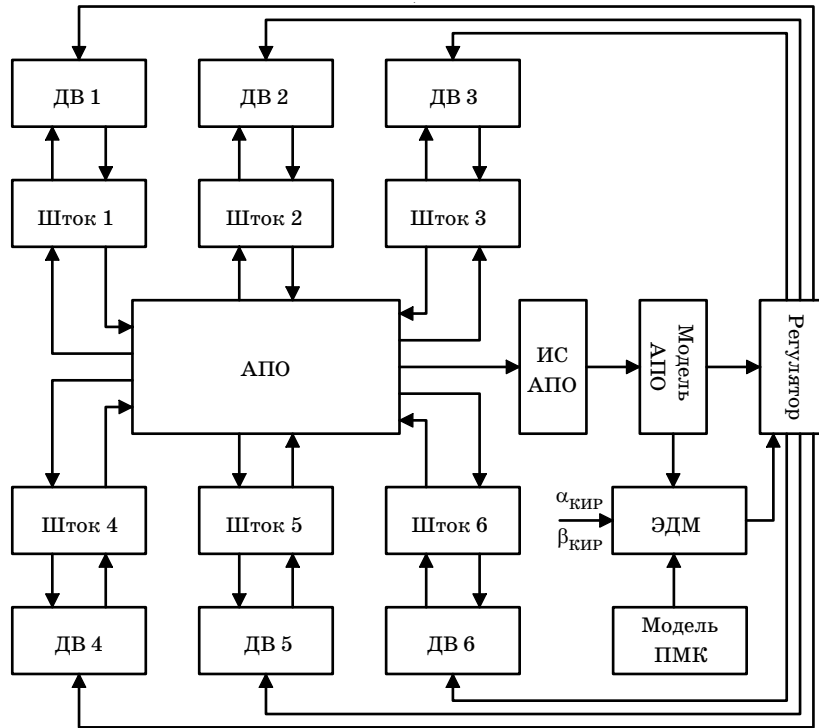 ДВ 1
ДВ 2
ДВ 3
Шток 1
Шток 2
Шток 3
АПО
ИС
АПО
Модель
АПО
Регулятор
Шток 4
Шток 5
Шток 6
α_КИР
β_КИР
ЭДМ
ДВ 4
ДВ 5
ДВ 6
Модель
ПМК